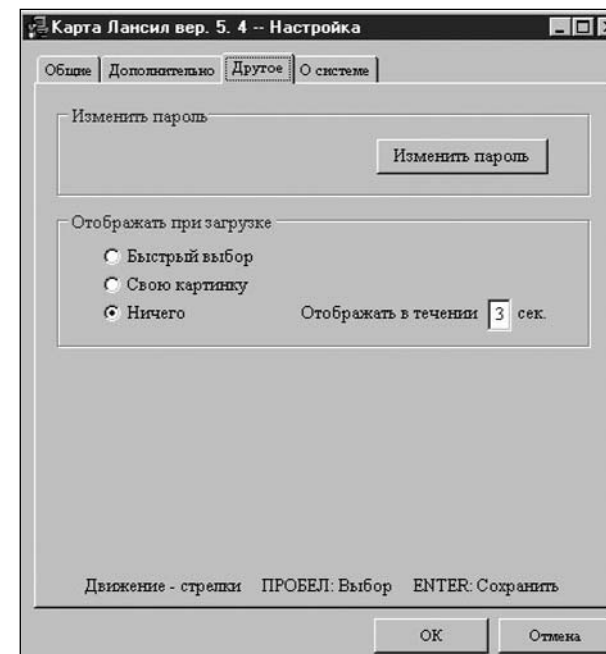 Карта Лансил вер. 5. 4 -- Настройка
Общие Дополнительно Другое О системе
Изменить пароль
Изменить пароль
Отображать при загрузке
Быстрый выбор
Свою картинку
Ничего Отображать в течении 3 сек.
Движение - стрелки ПРОБЕЛ: Выбор ENTER: Сохранить
OK Отмена